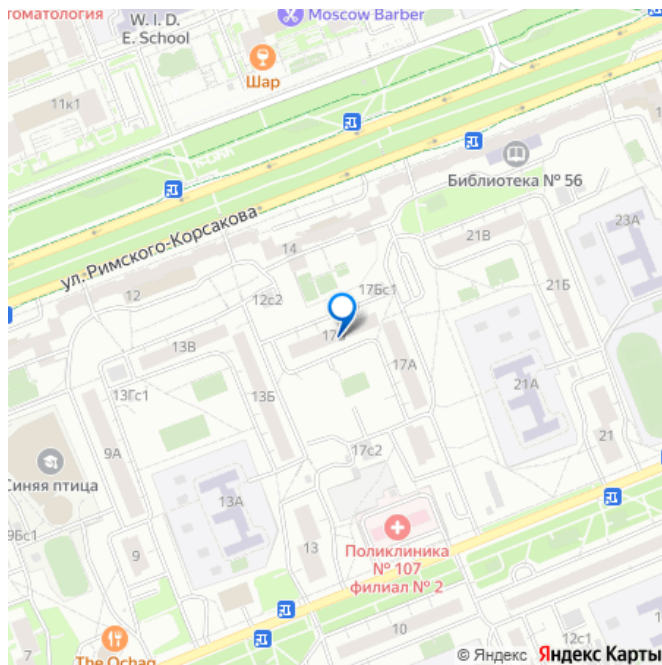 томатология
W. I. D.
E. School
Moscow Barber
Шар
11к1
Библиотека № 56
ул. Римского-Корсакова
23А
21В
14
17Бс1
21Б
12
12с2
13В
17А
13Гс1
13Б
21А
9А
17с2
21
Синяя птица
13А
9Бс1
9
13
Поликлиника
№ 107
филиал № 2
10
12с1
7
The Ochag
© Яндекс Яндекс Карты